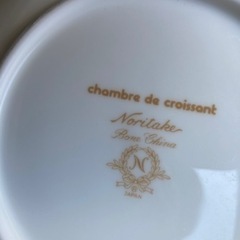 chambre de croissant
Noritake
Bone China
N